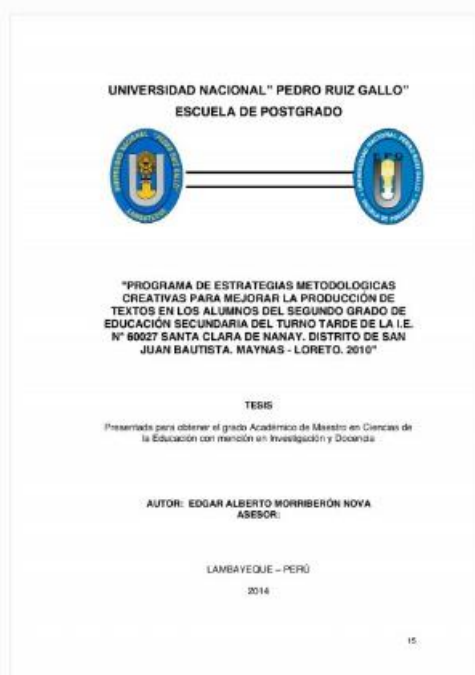 UNIVERSIDAD NACIONAL" PEDRO RUIZ GALLO"
ESCUELA DE POSTGRADO
"PROGRAMA DE ESTRATEGIAS METODOLOGICAS
CREATIVAS PARA MEJORAR LA PRODUCCIÓN DE
TEXTOS EN LOS ALUMNOS DEL SEGUNDO GRADO DE
EDUCACIÓN SECUNDARIA DEL TURNO TARDE DE LA I.E.
N° 60027 SANTA CLARA DE NANAY. DISTRITO DE SAN
JUAN BAUTISTA. MAYNAS - LORETO. 2010"
TESIS
Presentada para obtener el grado Académico de Maestro en Ciencias de
la Educación con mención en Investigación y Docencia
AUTOR: EDGAR ALBERTO MORRIBERÓN NOVA
ASESOR:
LAMBAYEQUE – PERÚ
2014
15